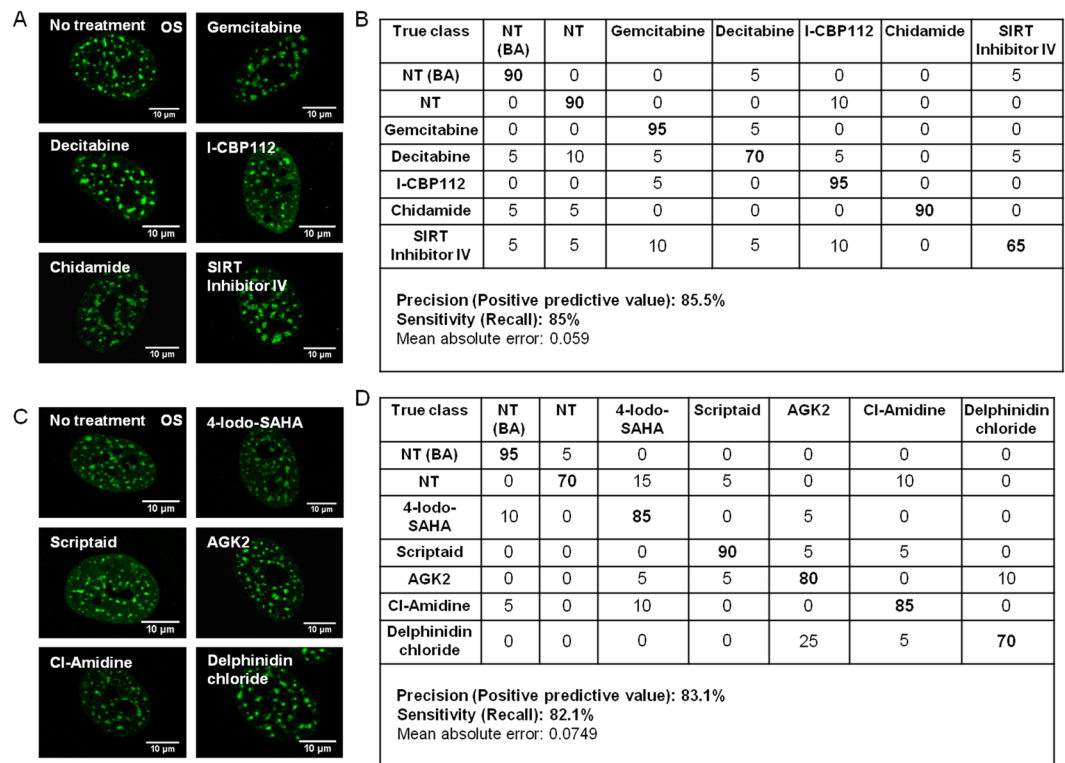 A
No treatment OS
10 µm
Gemcitabine
10 µm
Decitabine
10 µm
I-CBP112
10 µm
Chidamide
10 µm
SIRT
Inhibitor IV
10 µm
B
True class NT (BA) NT Gemcitabine Decitabine I-CBP112 Chidamide SIRT Inhibitor IV
NT (BA) 90 0 0 5 0 0 5
NT 0 90 0 0 10 0 0
Gemcitabine 0 0 95 5 0 0 0
Decitabine 5 10 5 70 5 0 5
I-CBP112 0 0 5 0 95 0 0
Chidamide 5 5 0 0 0 90 0
SIRT Inhibitor IV 5 5 10 5 10 0 65
Precision (Positive predictive value): 85.5%
Sensitivity (Recall): 85%
Mean absolute error: 0.059
C
No treatment OS
10 µm
4-Iodo-SAHA
10 µm
Scriptaid
10 µm
AGK2
10 µm
Cl-Amidine
10 µm
Delphinidin
chloride
10 µm
D
True class NT (BA) NT 4-Iodo-SAHA Scriptaid AGK2 Cl-Amidine Delphinidin chloride
NT (BA) 95 5 0 0 0 0 0
NT 0 70 15 5 0 10 0
4-Iodo-SAHA 10 0 85 0 5 0 0
Scriptaid 0 0 0 90 5 5 0
AGK2 0 0 5 5 80 0 10
Cl-Amidine 5 0 10 0 0 85 0
Delphinidin chloride 0 0 0 0 25 5 70
Precision (Positive predictive value): 83.1%
Sensitivity (Recall): 82.1%
Mean absolute error: 0.0749